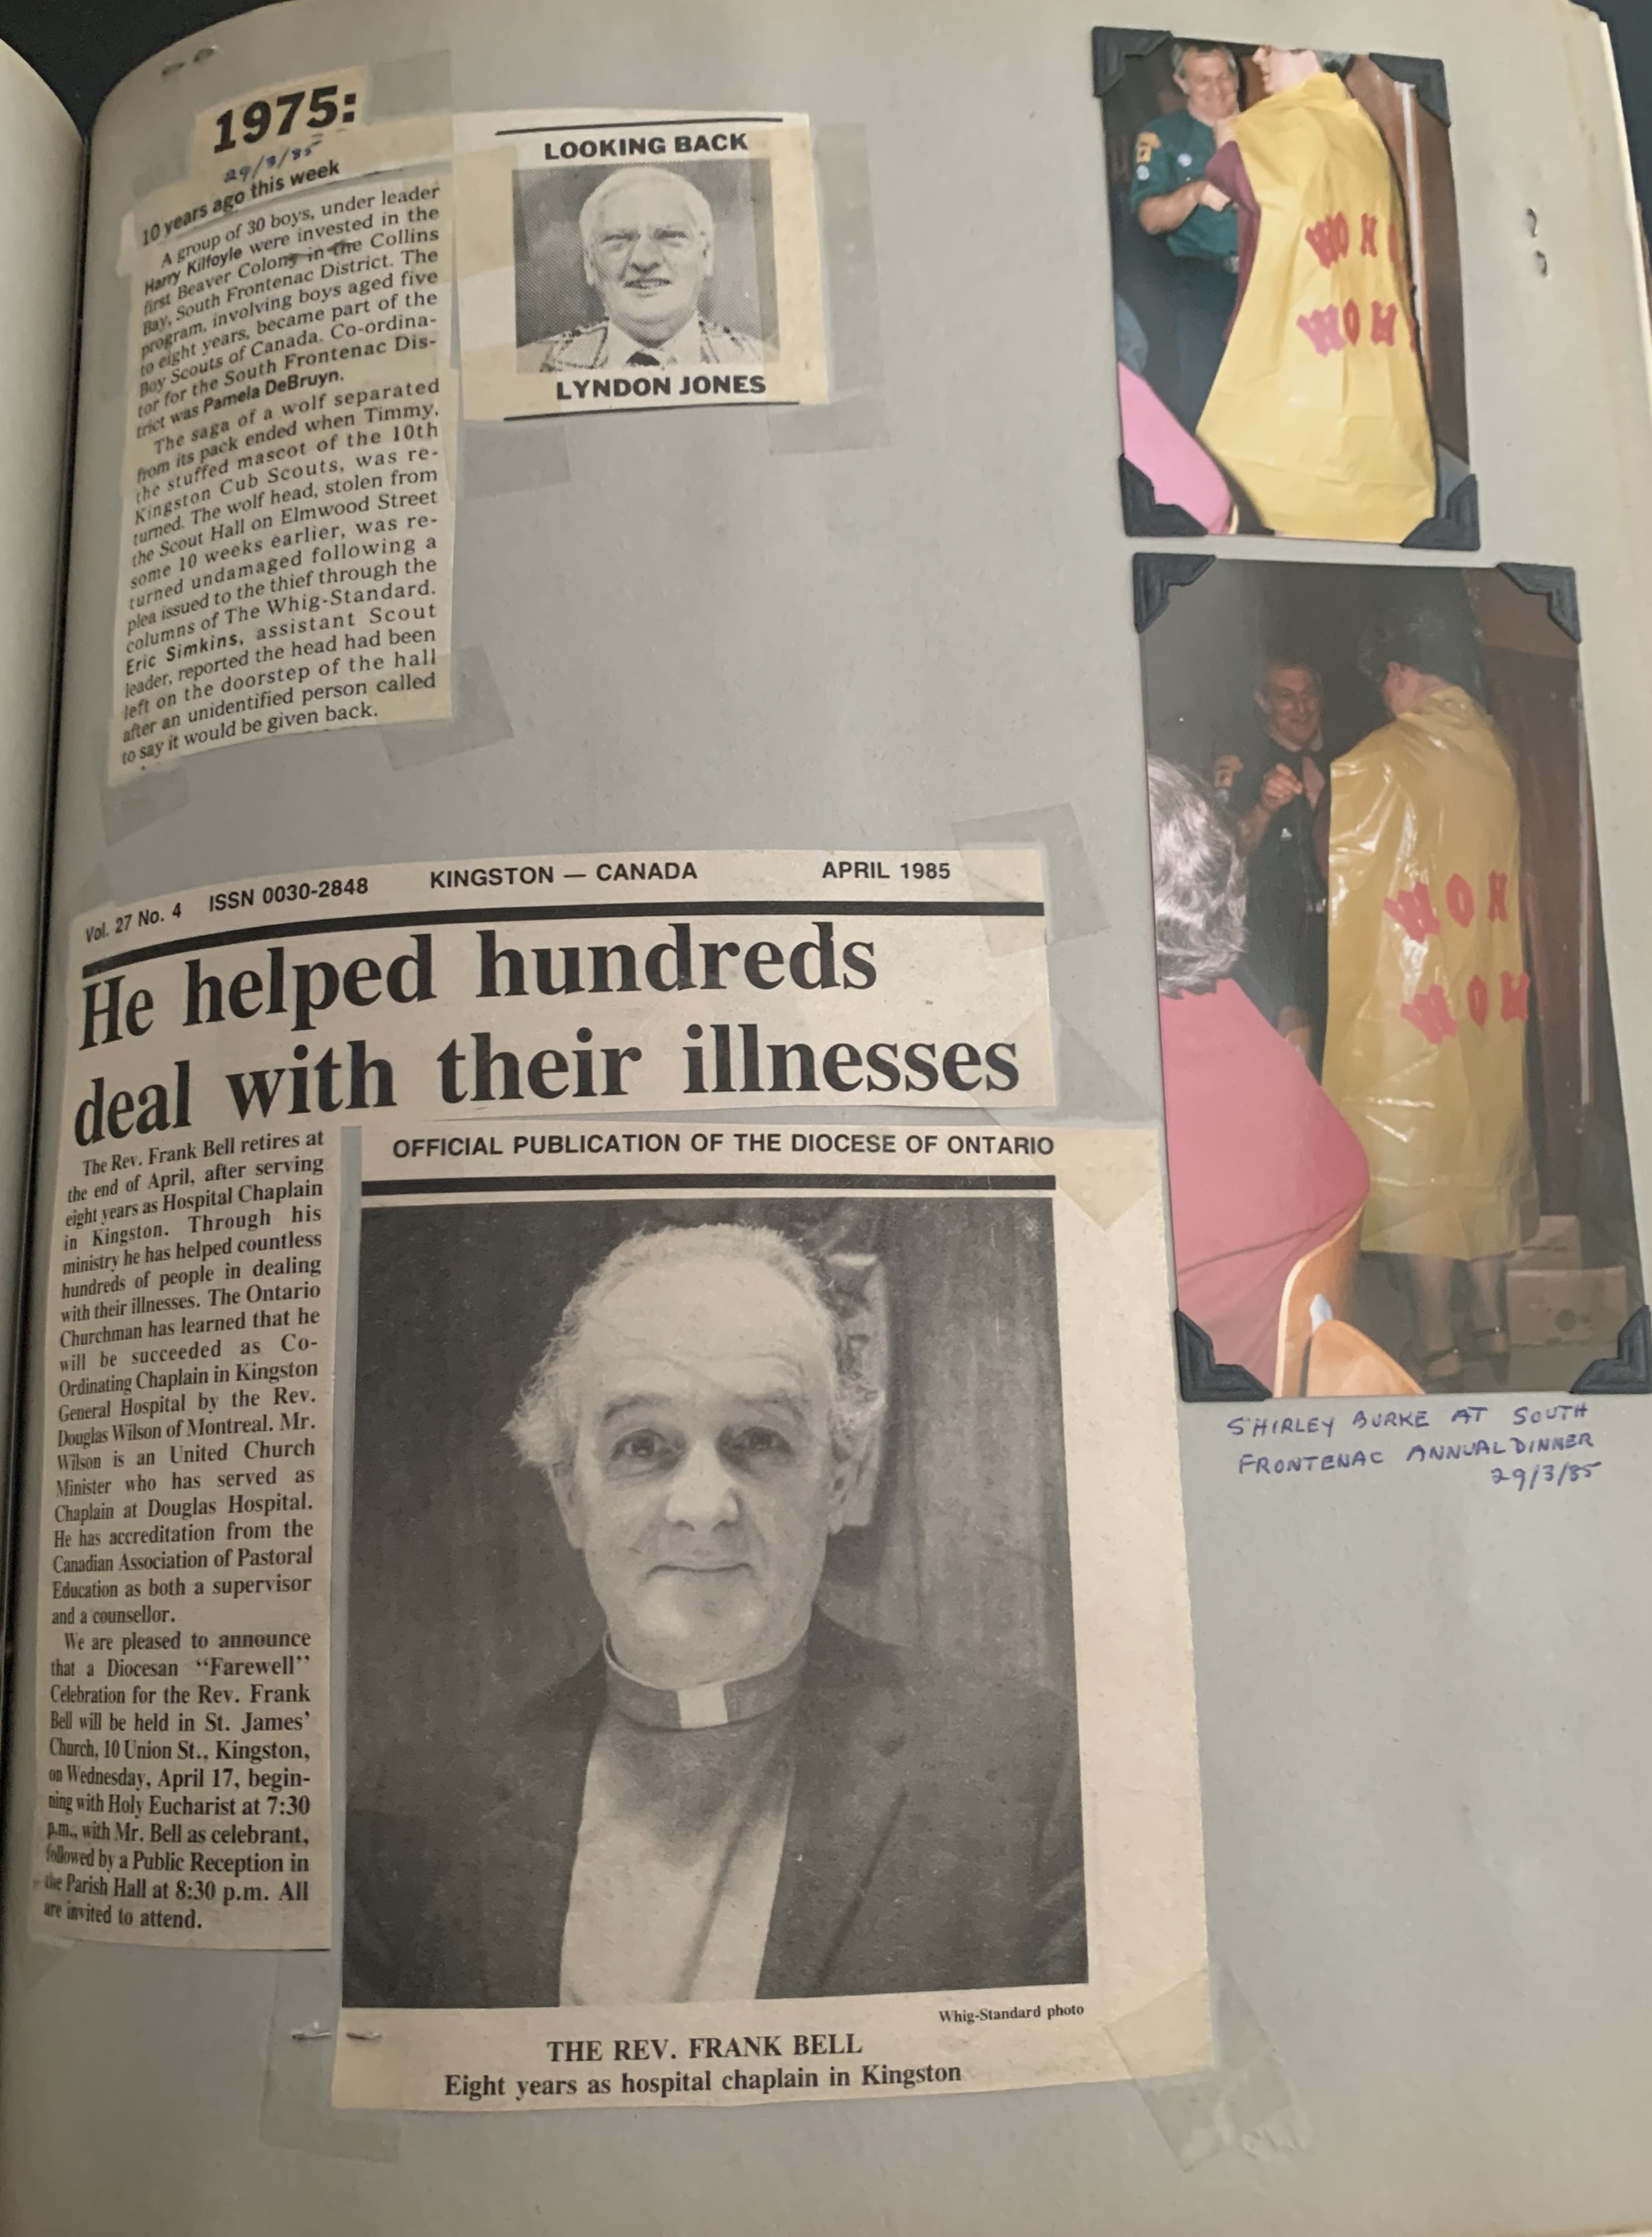 1975:
29/3/85
10 years ago this week
A group of 30 boys, under leader
Harry Kilfoyle were invested in the
first Beaver Colony in the Collins
Bay, South Frontenac District. The
program, involving boys aged five
to eight years, became part of the
Boy Scouts of Canada. Co-ordina-
tor for the South Frontenac Dis-
trict was Pamela DeBruyn.
The saga of a wolf separated
from its pack ended when Timmy,
the stuffed mascot of the 10th
Kingston Cub Scouts, was re-
turned. The wolf head, stolen from
the Scout Hall on Elmwood Street
some 10 weeks earlier, was re-
turned undamaged following a
plea issued to the thief through the
columns of The Whig-Standard.
Eric Simkins, assistant Scout
leader, reported the head had been
left on the doorstep of the hall
after an unidentified person called
to say it would be given back.
LOOKING BACK
LYNDON JONES
WOH
WOM
WOH
WOM
SHIRLEY BURKE AT SOUTH
FRONTENAC ANNUAL DINNER
29/3/85
Vol. 27 No. 4 ISSN 0030-2848 KINGSTON — CANADA APRIL 1985
He helped hundreds
deal with their illnesses
The Rev. Frank Bell retires at
the end of April, after serving
eight years as Hospital Chaplain
in Kingston. Through his
ministry he has helped countless
hundreds of people in dealing
with their illnesses. The Ontario
Churchman has learned that he
will be succeeded as Co-
Ordinating Chaplain in Kingston
General Hospital by the Rev.
Douglas Wilson of Montreal. Mr.
Wilson is an United Church
Minister who has served as
Chaplain at Douglas Hospital.
He has accreditation from the
Canadian Association of Pastoral
Education as both a supervisor
and a counsellor.
We are pleased to announce
that a Diocesan "Farewell"
Celebration for the Rev. Frank
Bell will be held in St. James'
Church, 10 Union St., Kingston,
on Wednesday, April 17, begin-
ning with Holy Eucharist at 7:30
p.m., with Mr. Bell as celebrant,
followed by a Public Reception in
the Parish Hall at 8:30 p.m. All
are invited to attend.
OFFICIAL PUBLICATION OF THE DIOCESE OF ONTARIO
Whig-Standard photo
THE REV. FRANK BELL
Eight years as hospital chaplain in Kingston